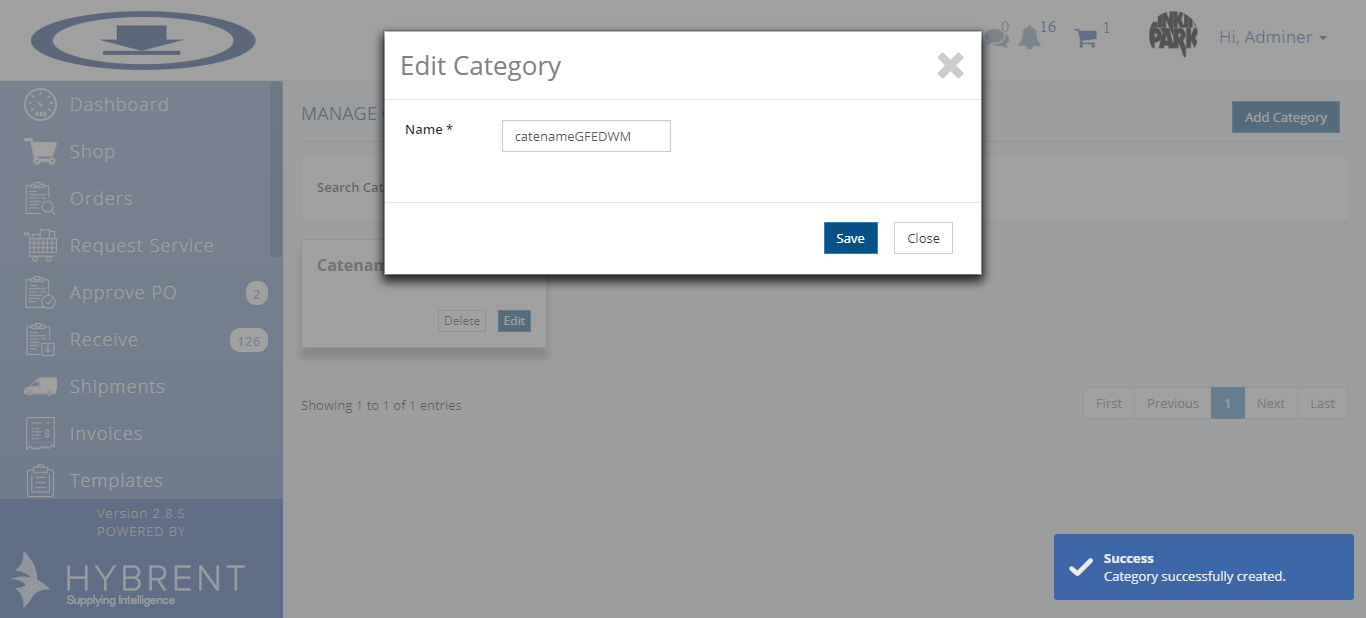 0
16
1
LINKIN
PARK
Hi, Adminer
Dashboard
Shop
Orders
Request Service
Approve PO 2
Receive 126
Shipments
Invoices
Templates
Version 2.8.5
POWERED BY
HYBRENT
Supplying Intelligence
MANAGE
Add Category
Search Cat
Catenam
Delete Edit
Showing 1 to 1 of 1 entries
First Previous 1 Next Last
Edit Category
Name *
catenameGFEDWM
Save Close
Success
Category successfully created.